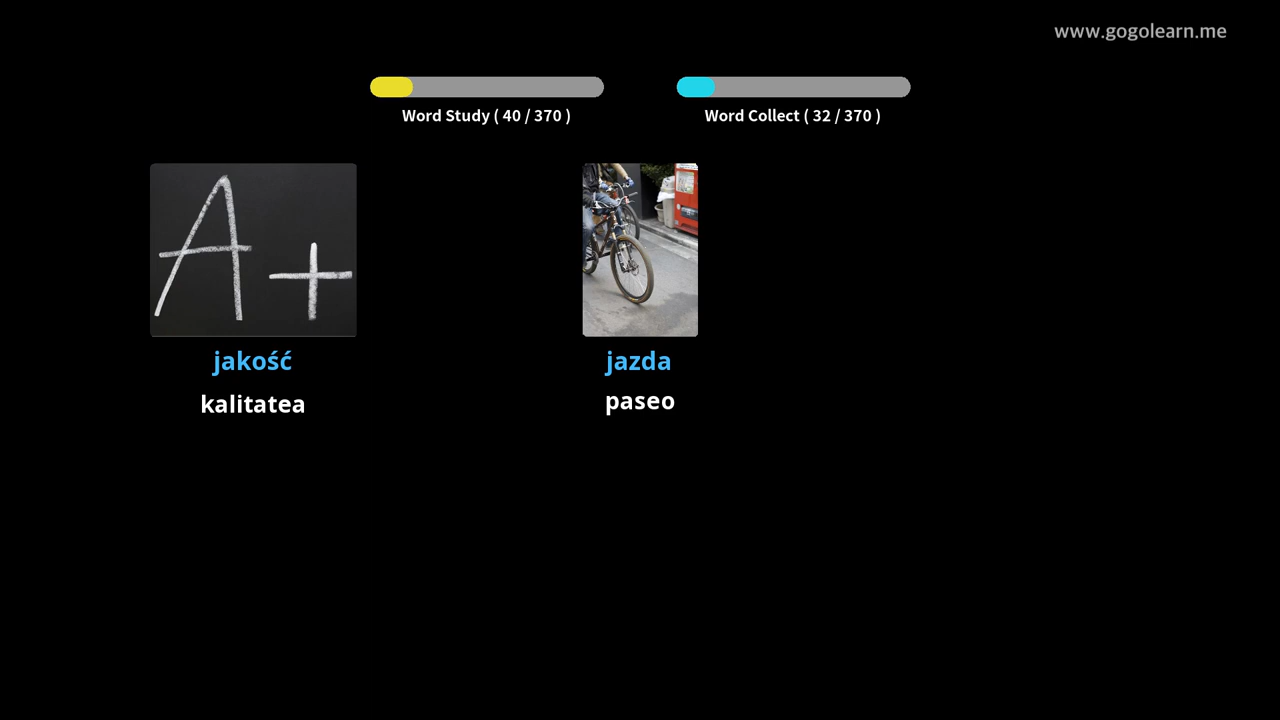 www.gogolearn.me
Word Study ( 40 / 370 )
Word Collect ( 32 / 370 )
A+
jakość
kalitatea
jazda
paseo